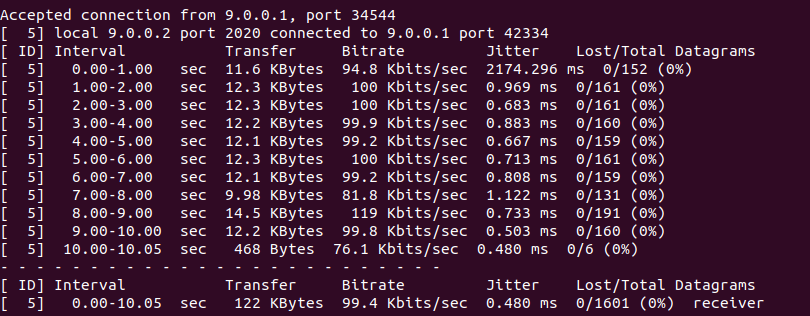 Accepted connection from 9.0.0.1, port 34544
[  5] local 9.0.0.2 port 2020 connected to 9.0.0.1 port 42334
[ ID] Interval           Transfer     Bitrate         Jitter    Lost/Total Datagrams
[  5]   0.00-1.00   sec  11.6 KBytes  94.8 Kbits/sec  2174.296 ms  0/152 (0%)
[  5]   1.00-2.00   sec  12.3 KBytes   100 Kbits/sec  0.969 ms  0/161 (0%)
[  5]   2.00-3.00   sec  12.3 KBytes   100 Kbits/sec  0.683 ms  0/161 (0%)
[  5]   3.00-4.00   sec  12.2 KBytes  99.9 Kbits/sec  0.883 ms  0/160 (0%)
[  5]   4.00-5.00   sec  12.1 KBytes  99.2 Kbits/sec  0.667 ms  0/159 (0%)
[  5]   5.00-6.00   sec  12.3 KBytes   100 Kbits/sec  0.713 ms  0/161 (0%)
[  5]   6.00-7.00   sec  12.1 KBytes  99.2 Kbits/sec  0.808 ms  0/159 (0%)
[  5]   7.00-8.00   sec  9.98 KBytes  81.8 Kbits/sec  1.122 ms  0/131 (0%)
[  5]   8.00-9.00   sec  14.5 KBytes   119 Kbits/sec  0.733 ms  0/191 (0%)
[  5]   9.00-10.00  sec  12.2 KBytes  99.8 Kbits/sec  0.503 ms  0/160 (0%)
[  5]  10.00-10.05  sec   468 Bytes  76.1 Kbits/sec  0.480 ms  0/6 (0%)
- - - - - - - - - - - - - - - - - - - - - - - - -
[ ID] Interval           Transfer     Bitrate         Jitter    Lost/Total Datagrams
[  5]   0.00-10.05  sec   122 KBytes  99.4 Kbits/sec  0.480 ms  0/1601 (0%)  receiver